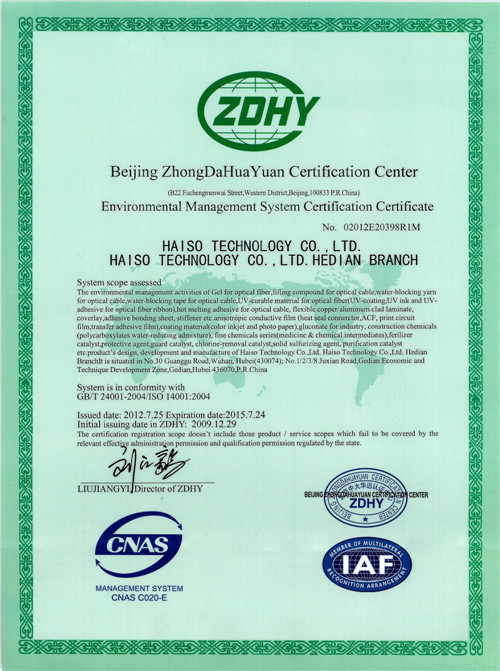 ZDHY
Beijing ZhongDaHuaYuan Certification Center
(B22 Fuchengmenwai Street,Western District,Beijing,100833 P.R.China)
Environmental Management System Certification Certificate
No. 02012E20398R1M
HAISO TECHNOLOGY CO.,LTD.
HAISO TECHNOLOGY CO.,LTD.HEDIAN BRANCH
System scope assessed
The environmental management activities of Gel for optical fiber,filling compound for optical cable,water-blocking yarn
for optical cable,water-blocking tape for optical cable,UV-curable material for optical fiber(UV-coating,UV ink and UV-
adhesive for optical fiber ribbon),hot melting adhesive for optical cable, flexible copper/aluminum clad laminate,
coverlay,adhesive bonding sheet, stiffener etc.anisotropic conductive film (heat seal connector,ACF, print circuit
film,transfer adhesive film),coating material(color inkjet and photo paper),gluconate for industry, construction chemicals
(polycarboxylates water-reducing admixture), fine chemicals series(medicine & chemical intermediates),ferilizer
catalyst,protective agent,guard catalyst, chlorine-removal catalyst,solid sulfurizing agent, purification catalyst
etc.product's design, development and manufacture of Haiso Technology Co.,Ltd. Haiso Technology Co.,Ltd. Hedian
BranchIt is situated in No.30 Guanggu Road,Wuhan, Hubei(430074); No.1/2/3/8 Juxian Road,Gedian Economic and
Technique Development Zone,Gedian,Hubei 436070,P.R.China
System is in conformity with
GB/T 24001-2004/ISO 14001:2004
Issued date: 2012.7.25 Expiration date:2015.7.24
Initial issuing date in ZDHY: 2009.12.29
The certification registration scope doesn't include those product / service scopes which fail to be covered by the
relevant effective administration permission and qualification permission regulated by the state.
LIUJIANGYI,Director of ZDHY
BEIJING ZHONGDAHUAYUAN CERTIFICATION CENTER
ZDHY
CNAS
MANAGEMENT SYSTEM
CNAS C020-E
MEMBER OF MULTILATERAL
IAF
RECOGNITION ARRANGEMENT